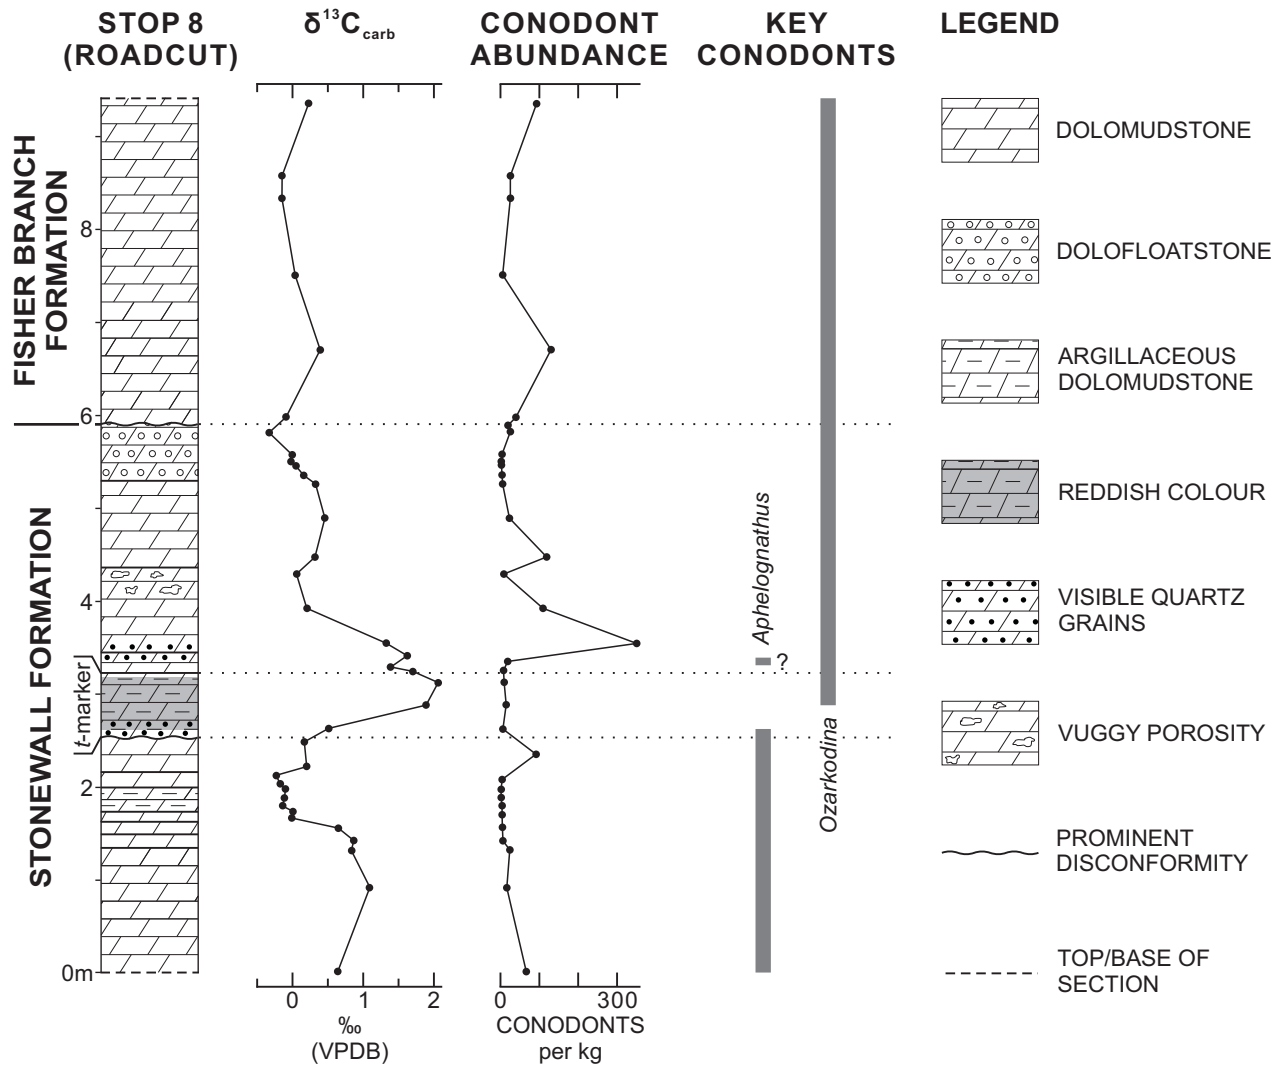 STOP 8
(ROADCUT)
δ¹³Ccarb
CONODONT
ABUNDANCE
KEY
CONODONTS
LEGEND
FISHER BRANCH
FORMATION
STONEWALL FORMATION
t-marker
8
6
4
2
0m
Aphelognathus
?
Ozarkodina
0
1
2
‰
(VPDB)
0
300
CONODONTS
per kg
DOLOMUDSTONE
DOLOFLOATSTONE
ARGILLACEOUS
DOLOMUDSTONE
REDDISH COLOUR
VISIBLE QUARTZ
GRAINS
VUGGY POROSITY
PROMINENT
DISCONFORMITY
TOP/BASE OF
SECTION